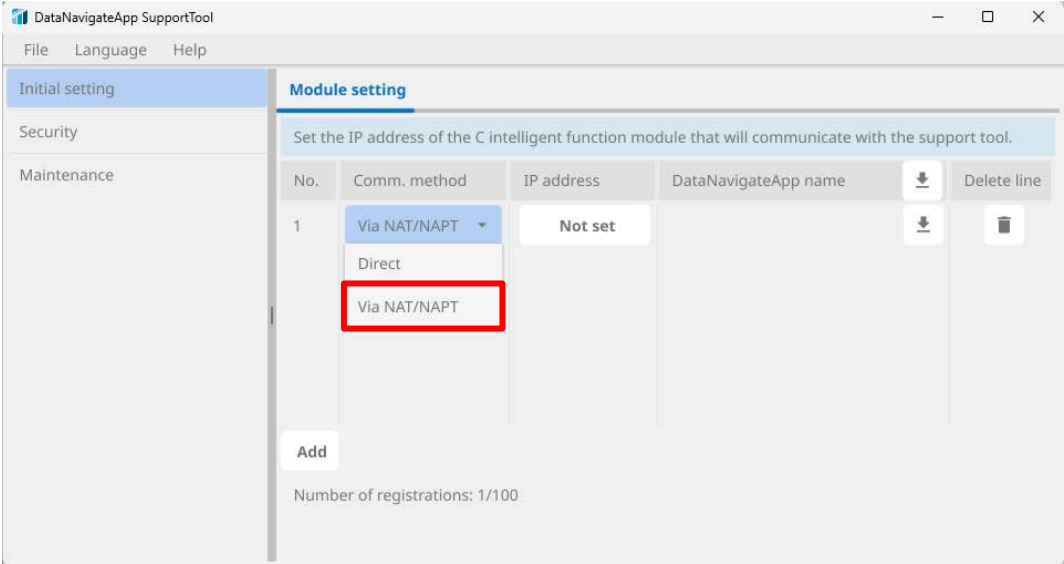 DataNavigateApp SupportTool
File Language Help
Initial setting
Security
Maintenance
Module setting
Set the IP address of the C intelligent function module that will communicate with the support tool.
No. Comm. method IP address DataNavigateApp name Delete line
1 Via NAT/NAPT Not set
Direct
Via NAT/NAPT
Add
Number of registrations: 1/100